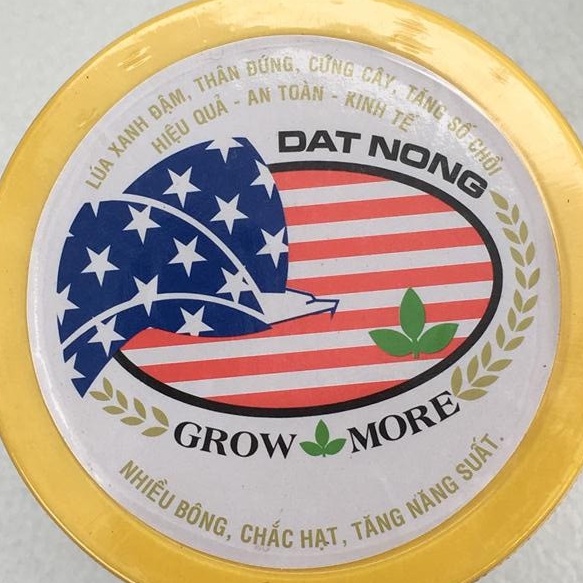 LÚA XANH ĐẬM, THÂN ĐỨNG, CỨNG CÂY, TĂNG SỐ CHỒI
HIỆU QUẢ - AN TOÀN - KINH TẾ
DAT NONG
GROW MORE
NHIỀU BÔNG, CHẮC HẠT, TĂNG NĂNG SUẤT.